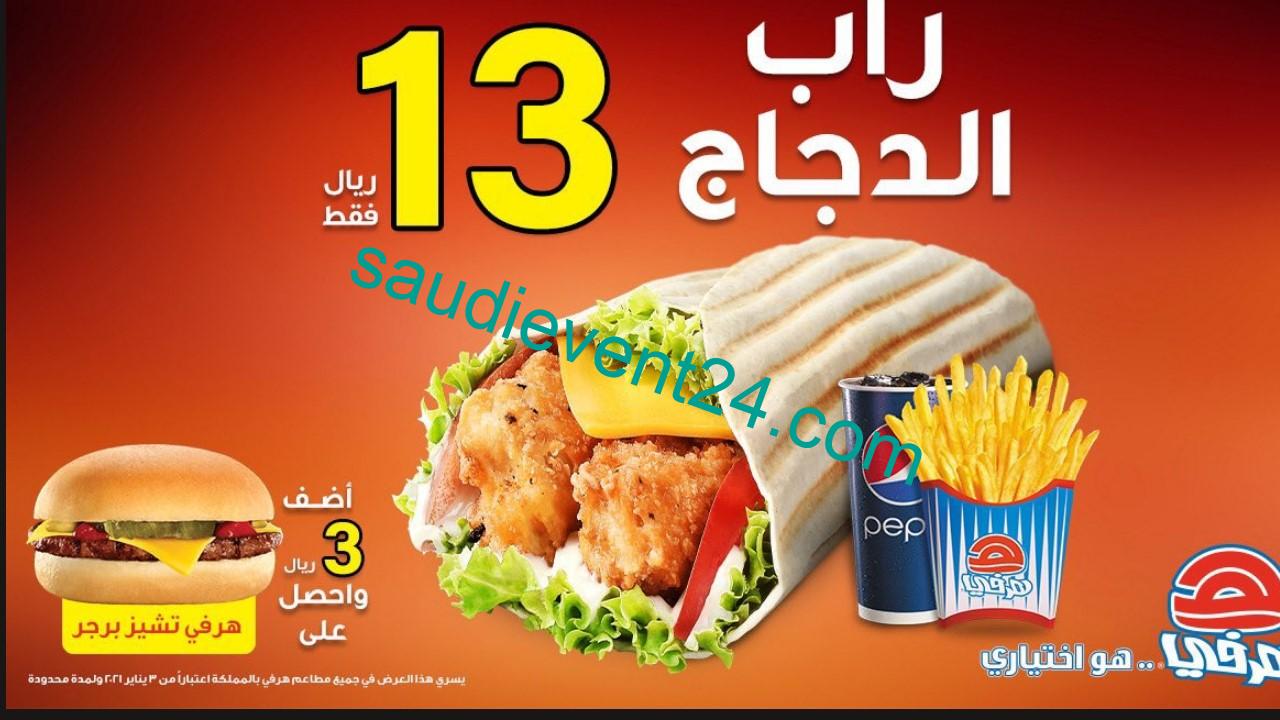 راب
الدجاج
13
ريال
فقط
saudievent24.com
أضف
3 ريال
واحصل
على
هرفي تشيز برجر
pep
هرفي
هرفي
.. هو اختياري
يسري هذا العرض في جميع مطاعم هرفي بالمملكة اعتباراً من ٣ يناير ٢٠٢١ ولمدة محدودة